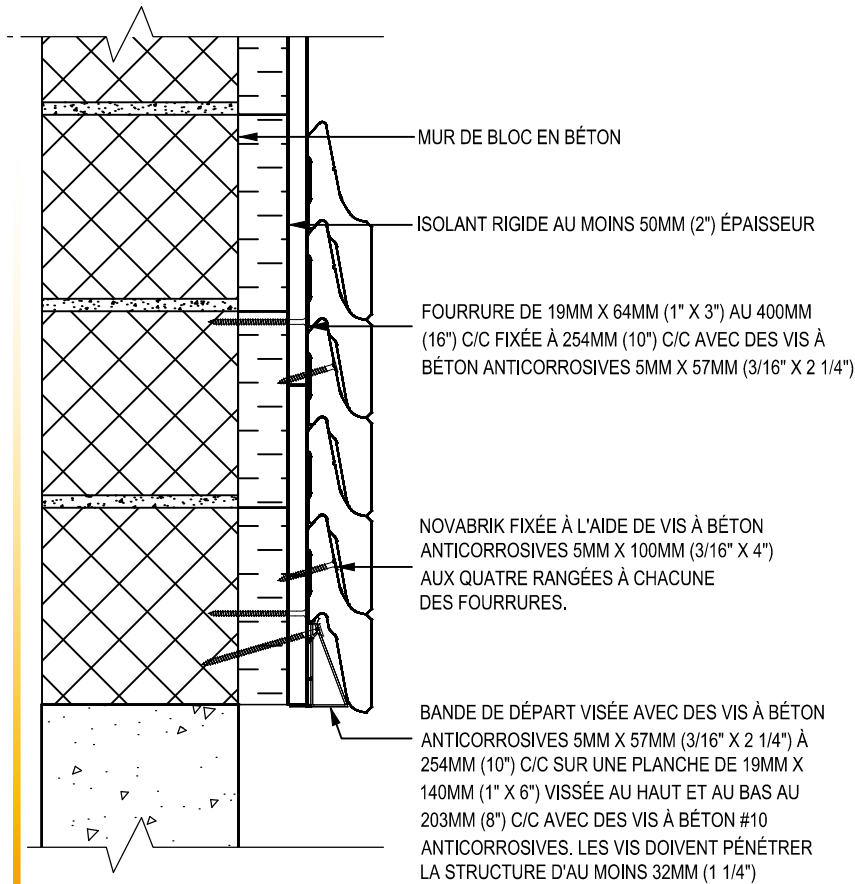 MUR DE BLOC EN BÉTON
ISOLANT RIGIDE AU MOINS 50MM (2") ÉPAISSEUR
FOURRURE DE 19MM X 64MM (1" X 3") AU 400MM
(16") C/C FIXÉE À 254MM (10") C/C AVEC DES VIS À
BÉTON ANTICORROSIVES 5MM X 57MM (3/16" X 2 1/4")
NOVABRIK FIXÉE À L'AIDE DE VIS À BÉTON
ANTICORROSIVES 5MM X 100MM (3/16" X 4")
AUX QUATRE RANGÉES À CHACUNE
DES FOURRURES.
BANDE DE DÉPART VISÉE AVEC DES VIS À BÉTON
ANTICORROSIVES 5MM X 57MM (3/16" X 2 1/4") À
254MM (10") C/C SUR UNE PLANCHE DE 19MM X
140MM (1" X 6") VISSÉE AU HAUT ET AU BAS AU
203MM (8") C/C AVEC DES VIS À BÉTON #10
ANTICORROSIVES. LES VIS DOIVENT PÉNÉTRER
LA STRUCTURE D'AU MOINS 32MM (1 1/4")